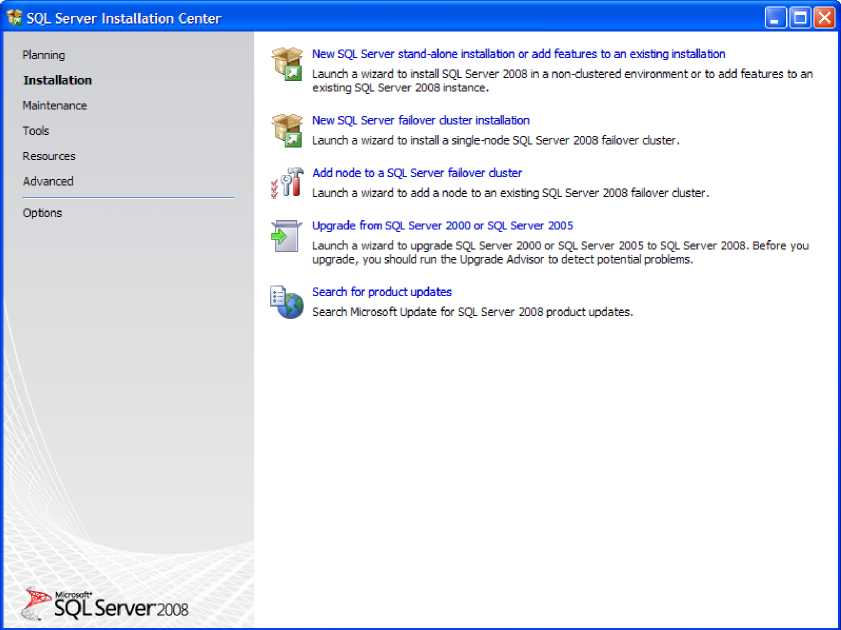 SQL Server Installation Center
Planning
Installation
Maintenance
Tools
Resources
Advanced
Options
New SQL Server stand-alone installation or add features to an existing installation
Launch a wizard to install SQL Server 2008 in a non-clustered environment or to add features to an
existing SQL Server 2008 instance.
New SQL Server failover cluster installation
Launch a wizard to install a single-node SQL Server 2008 failover cluster.
Add node to a SQL Server failover cluster
Launch a wizard to add a node to an existing SQL Server 2008 failover cluster.
Upgrade from SQL Server 2000 or SQL Server 2005
Launch a wizard to upgrade SQL Server 2000 or SQL Server 2005 to SQL Server 2008. Before you
upgrade, you should run the Upgrade Advisor to detect potential problems.
Search for product updates
Search Microsoft Update for SQL Server 2008 product updates.
Microsoft®
SQL Server 2008